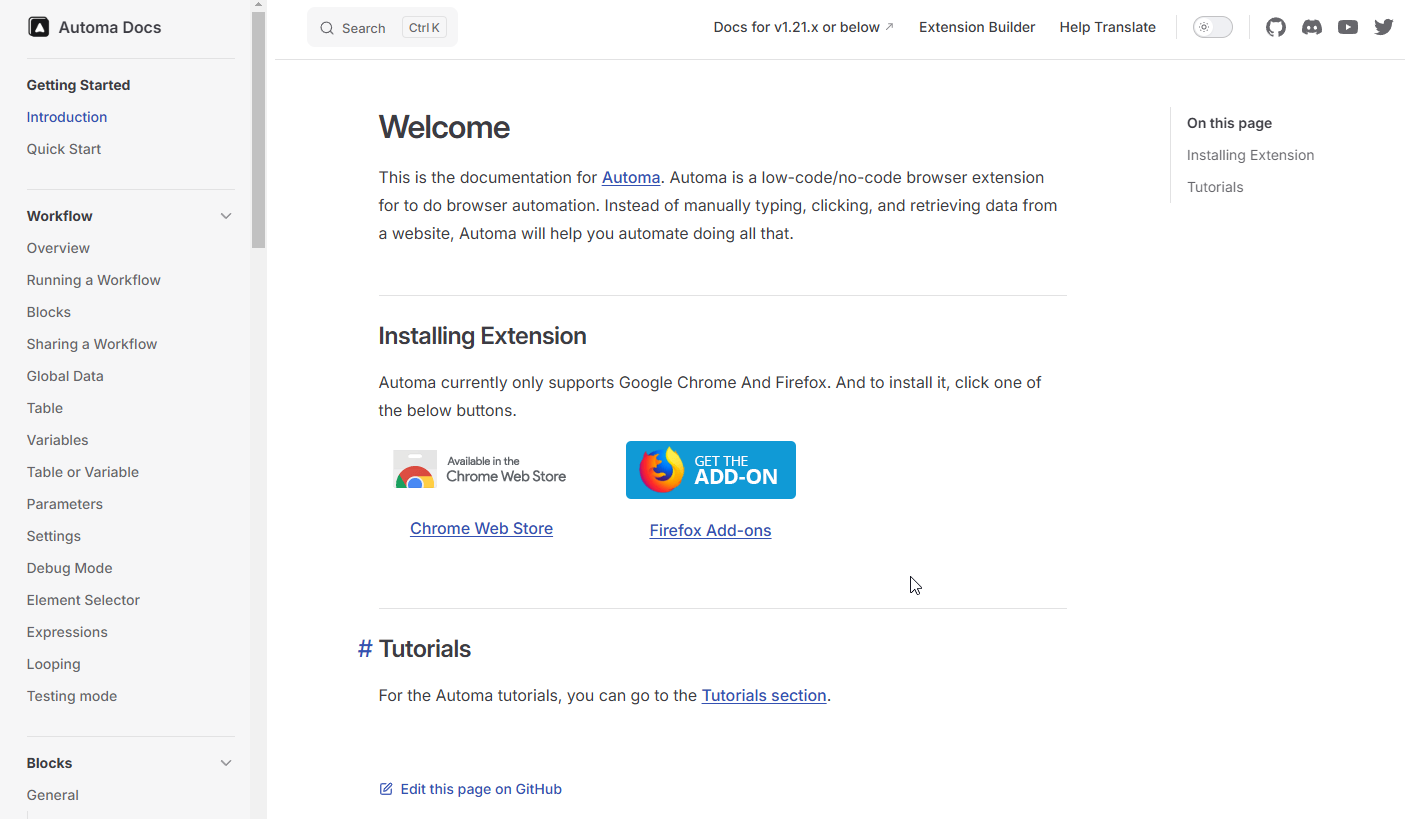 Automa Docs
Getting Started
Introduction
Quick Start
Workflow
Overview
Running a Workflow
Blocks
Sharing a Workflow
Global Data
Table
Variables
Table or Variable
Parameters
Settings
Debug Mode
Element Selector
Expressions
Looping
Testing mode
Blocks
General
Search Ctrl K
Docs for v1.21.x or below Extension Builder Help Translate
Welcome
This is the documentation for Automa. Automa is a low-code/no-code browser extension
for to do browser automation. Instead of manually typing, clicking, and retrieving data from
a website, Automa will help you automate doing all that.
Installing Extension
Automa currently only supports Google Chrome And Firefox. And to install it, click one of
the below buttons.
Available in the
Chrome Web Store
GET THE
ADD-ON
Chrome Web Store
Firefox Add-ons
# Tutorials
For the Automa tutorials, you can go to the Tutorials section.
Edit this page on GitHub
On this page
Installing Extension
Tutorials